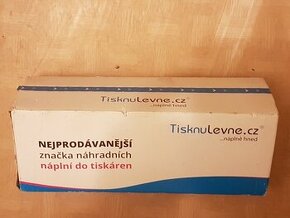 TisknuLevne.cz
...náplně hned
TisknuLevne.cz
...náplně hned
NEJPRODÁVANĚJŠÍ
značka náhradních
náplní do tiskáren